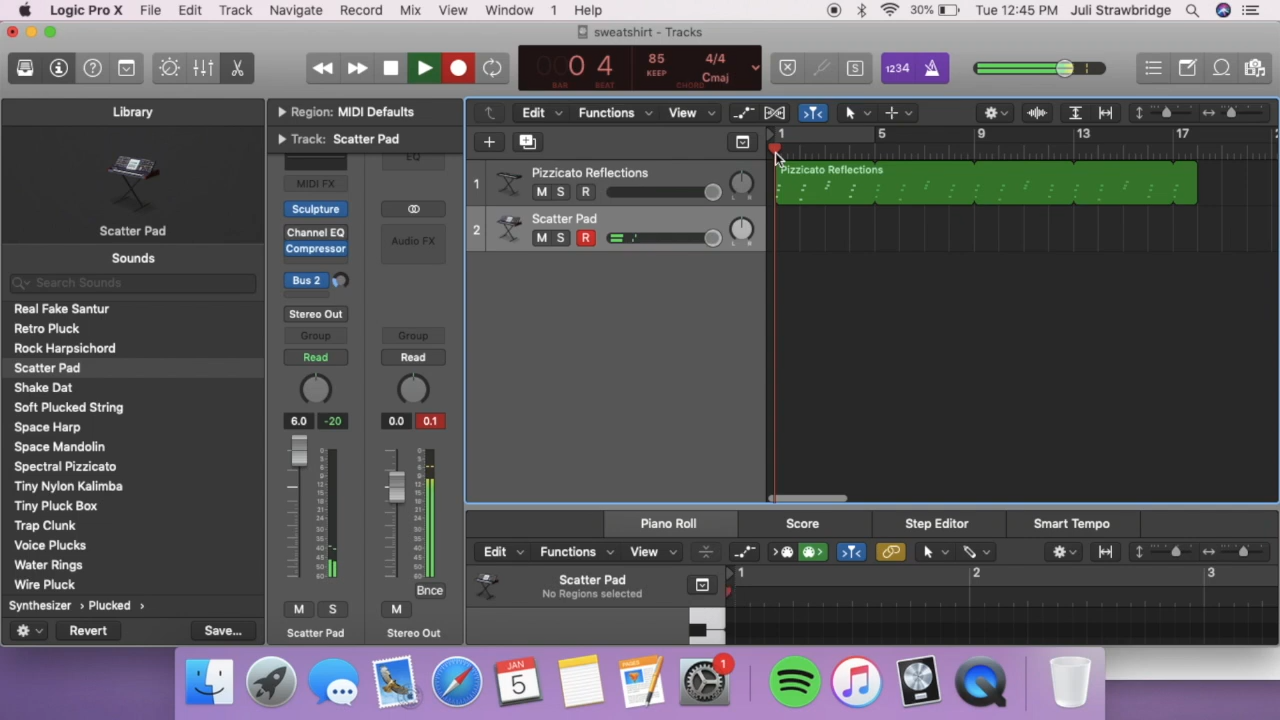 Logic Pro X File Edit Track Navigate Record Mix View Window 1 Help 30% Tue 12:45 PM Juli Strawbridge
sweatshirt - Tracks
0 4 85 4/4
KEEP Cmaj
BAR BEAT CHORD
S 1234
Library
Scatter Pad
Sounds
Search Sounds
Real Fake Santur
Retro Pluck
Rock Harpsichord
Scatter Pad
Shake Dat
Soft Plucked String
Space Harp
Space Mandolin
Spectral Pizzicato
Tiny Nylon Kalimba
Tiny Pluck Box
Trap Clunk
Voice Plucks
Water Rings
Wire Pluck
Synthesizer > Plucked >
Revert Save...
Region: MIDI Defaults
Track: Scatter Pad
EQ
MIDI FX
Sculpture
Channel EQ
Compressor
Audio FX
Bus 2
Stereo Out
Group Group
Read Read
6.0 -20 0.0 0.1
Bnce
M S M
Scatter Pad Stereo Out
Edit Functions View
1 5 9 13 17
1 Pizzicato Reflections
M S R
L R
Pizzicato Reflections
2 Scatter Pad
M S R
L R
Piano Roll Score Step Editor Smart Tempo
Edit Functions View
Scatter Pad
No Regions selected
1 2 3
JAN
5
PAGES
1